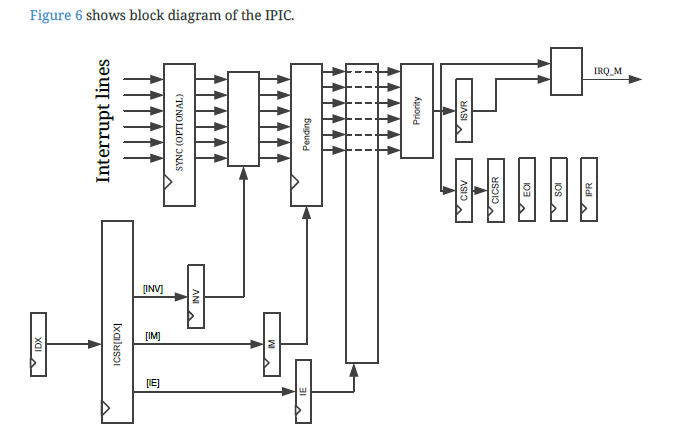 Figure 6 shows block diagram of the IPIC.
Interrupt lines
SYNC (OPTIONAL)
Pending
Priority
ISVR
IRQ_M
CISV
CICSR
EOI
SOI
IPR
IDX
ICSR[IDX]
[INV]
INV
[IM]
IM
[IE]
IE